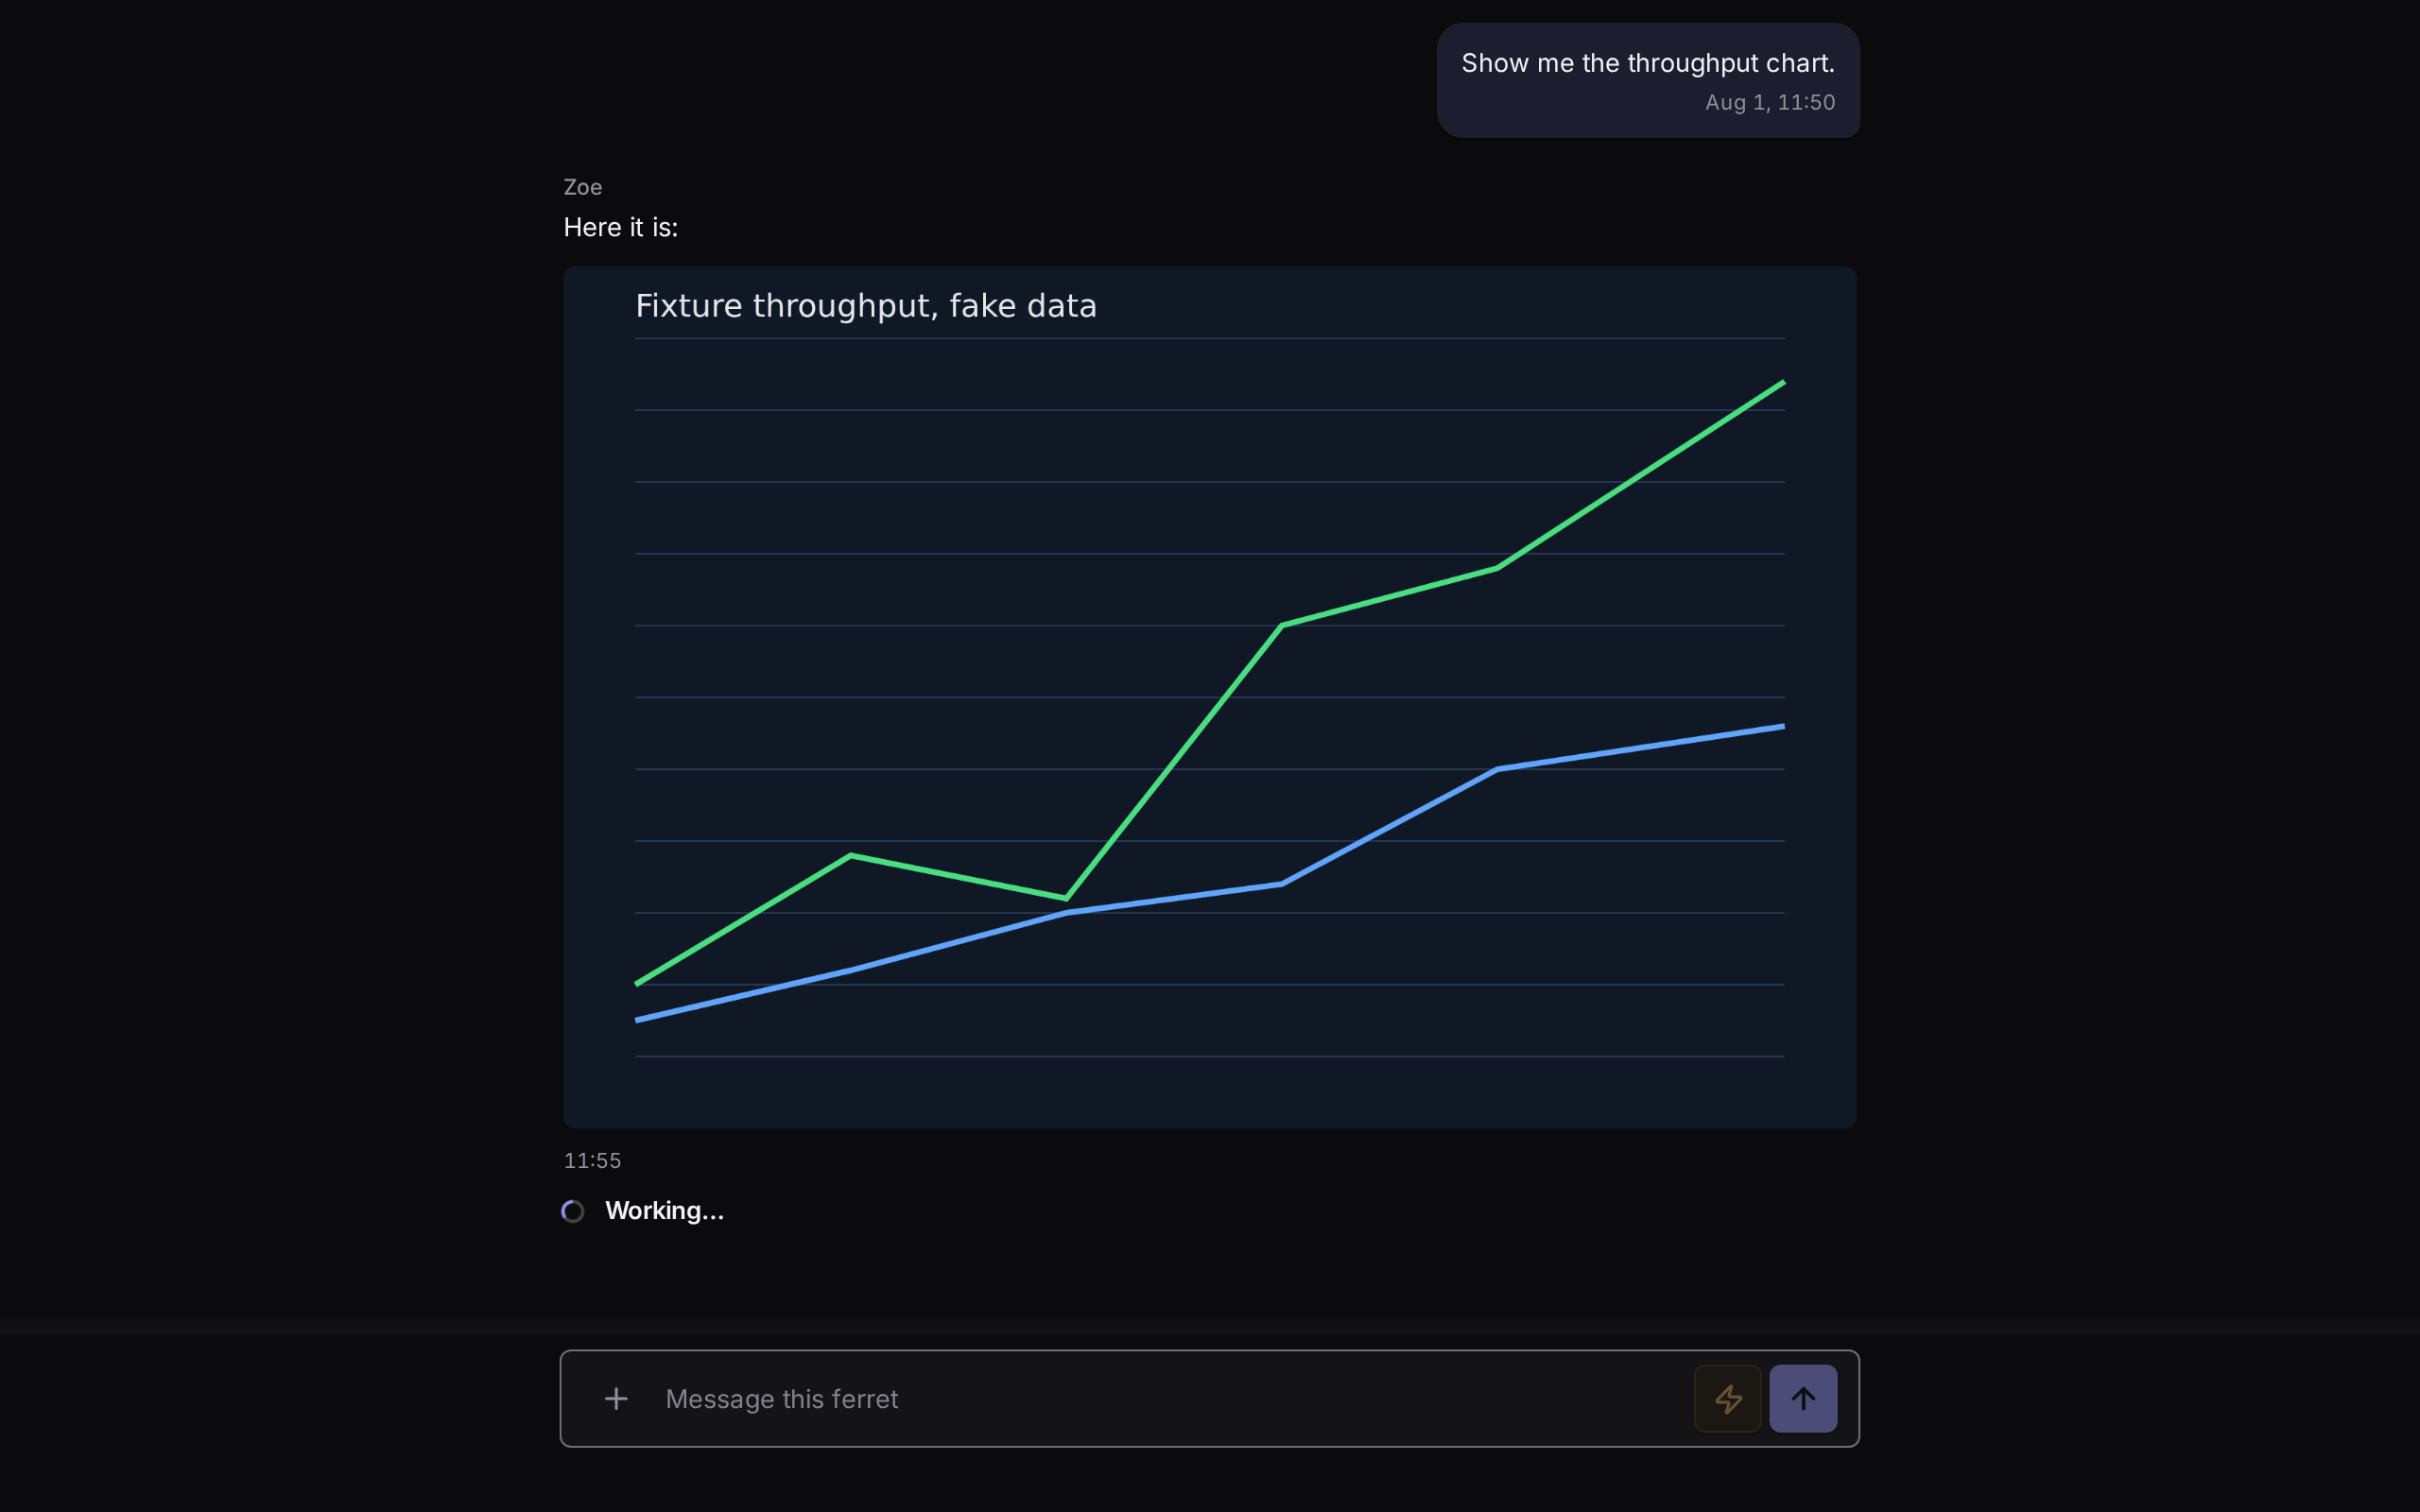 Show me the throughput chart.
Aug 1, 11:50
Zoe
Here it is:
Fixture throughput, fake data
11:55
Working...
Message this ferret